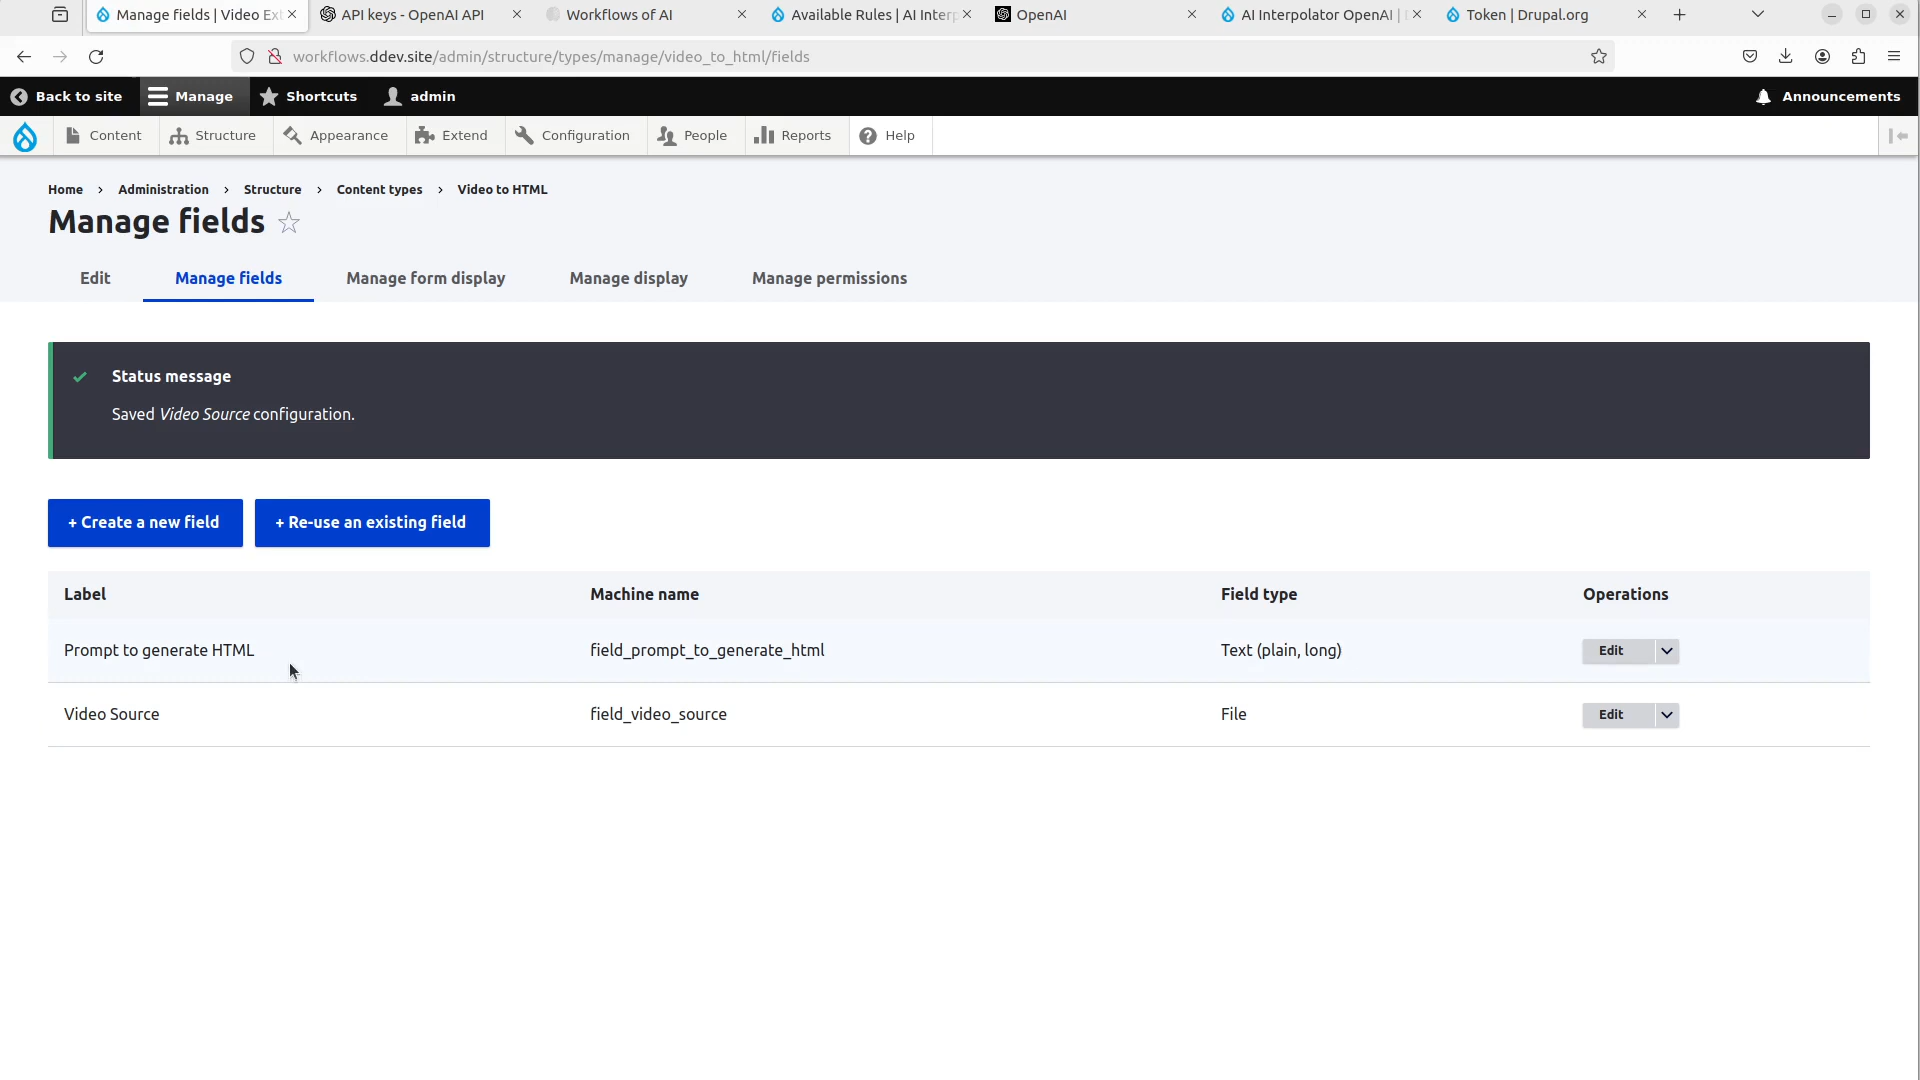 Manage fields | Video Ex
API keys - OpenAI API
Workflows of AI
Available Rules | AI Inter
OpenAI
AI Interpolator OpenAI |
Token | Drupal.org
workflows.ddev.site/admin/structure/types/manage/video_to_html/fields
Back to site
Manage
Shortcuts
admin
Announcements
Content
Structure
Appearance
Extend
Configuration
People
Reports
Help
Home › Administration › Structure › Content types › Video to HTML
Manage fields
Edit
Manage fields
Manage form display
Manage display
Manage permissions
Status message
Saved Video Source configuration.
+ Create a new field
+ Re-use an existing field
Label Machine name Field type Operations
Prompt to generate HTML field_prompt_to_generate_html Text (plain, long) Edit
Video Source field_video_source File Edit